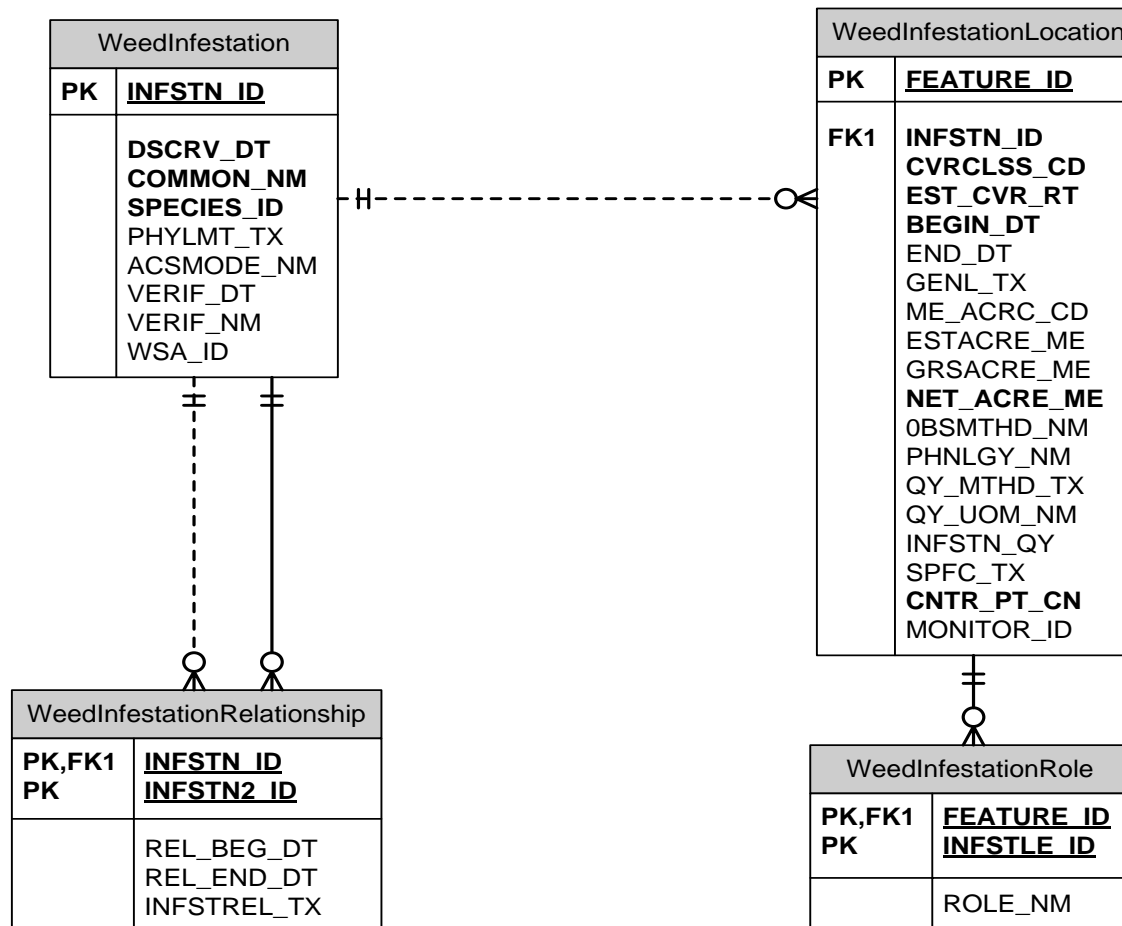 WeedInfestation
PK INFSTN_ID
DSCRV_DT
COMMON_NM
SPECIES_ID
PHYLMT_TX
ACSMODE_NM
VERIF_DT
VERIF_NM
WSA_ID
WeedInfestationLocation
PK FEATURE_ID
FK1 INFSTN_ID
CVRCLSS_CD
EST_CVR_RT
BEGIN_DT
END_DT
GENL_TX
ME_ACRC_CD
ESTACRE_ME
GRSACRE_ME
NET_ACRE_ME
0BSMTHD_NM
PHNLGY_NM
QY_MTHD_TX
QY_UOM_NM
INFSTN_QY
SPFC_TX
CNTR_PT_CN
MONITOR_ID
WeedInfestationRelationship
PK,FK1 INFSTN_ID
PK INFSTN2_ID
REL_BEG_DT
REL_END_DT
INFSTREL_TX
WeedInfestationRole
PK,FK1 FEATURE_ID
PK INFSTLE_ID
ROLE_NM